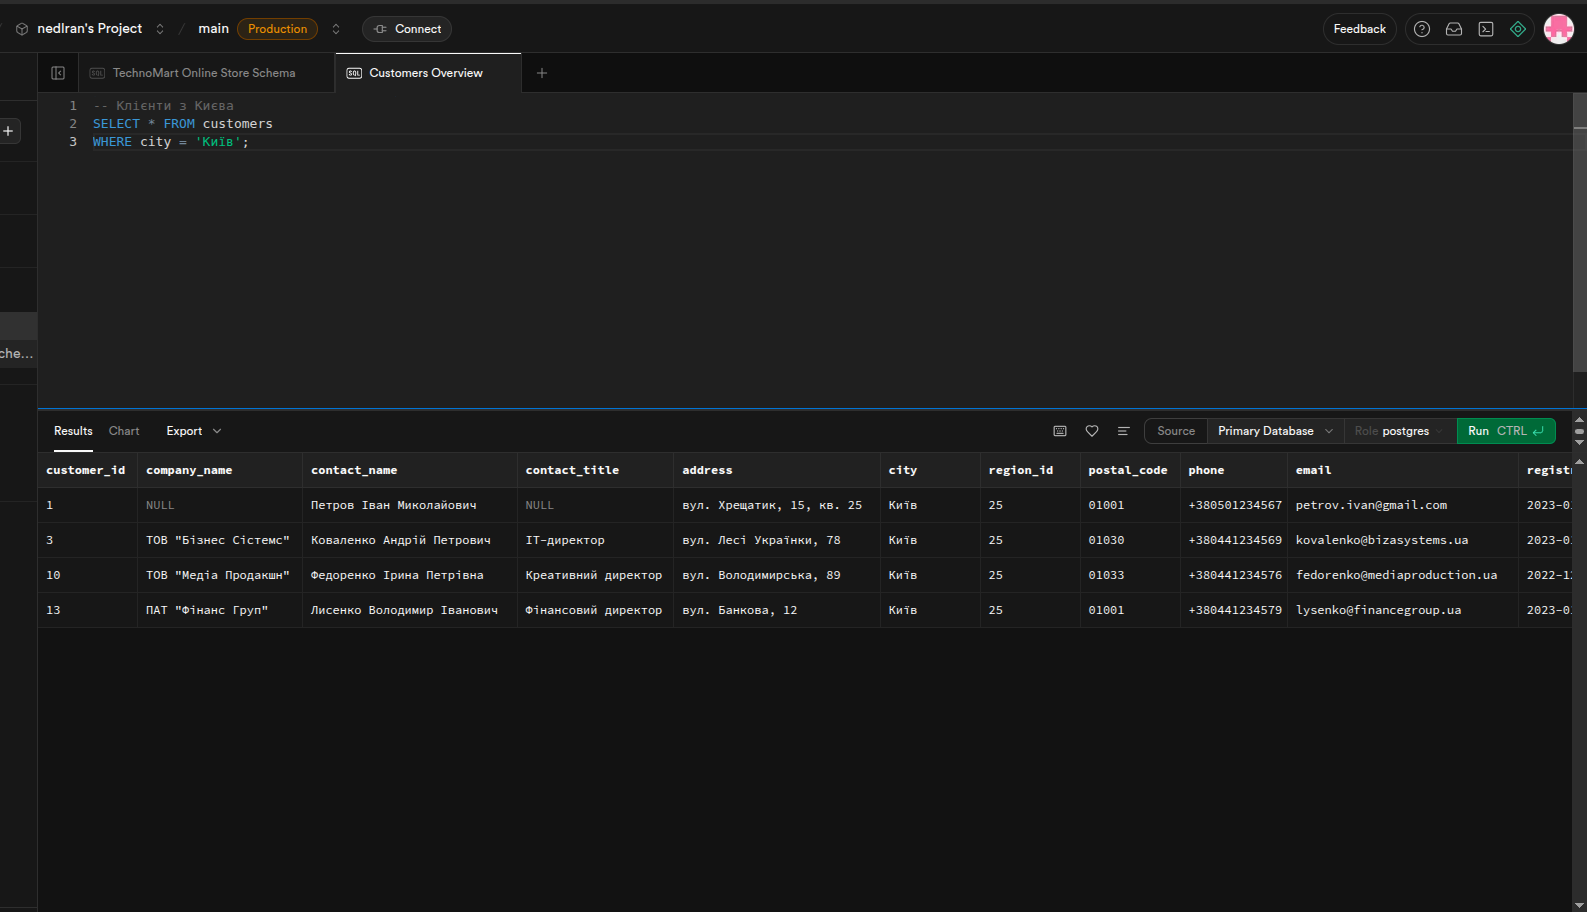 nedIran's Project / main Production Connect Feedback
SQL TechnoMart Online Store Schema SQL Customers Overview
1 -- Клієнти з Києва
2 SELECT * FROM customers
3 WHERE city = 'Київ';
che...
Results Chart Export Source Primary Database Role postgres Run CTRL
customer_id company_name contact_name contact_title address city region_id postal_code phone email registr
1 NULL Петров Іван Миколайович NULL вул. Хрещатик, 15, кв. 25 Київ 25 01001 +380501234567 petrov.ivan@gmail.com 2023-01
3 ТОВ "Бізнес Сістемс" Коваленко Андрій Петрович IT-директор вул. Лесі Українки, 78 Київ 25 01030 +380441234569 kovalenko@bizasystems.ua 2023-0
10 ТОВ "Медіа Продакшн" Федоренко Ірина Петрівна Креативний директор вул. Володимирська, 89 Київ 25 01033 +380441234576 fedorenko@mediaproduction.ua 2022-1
13 ПАТ "Фінанс Груп" Лисенко Володимир Іванович Фінансовий директор вул. Банкова, 12 Київ 25 01001 +380441234579 lysenko@financegroup.ua 2023-0